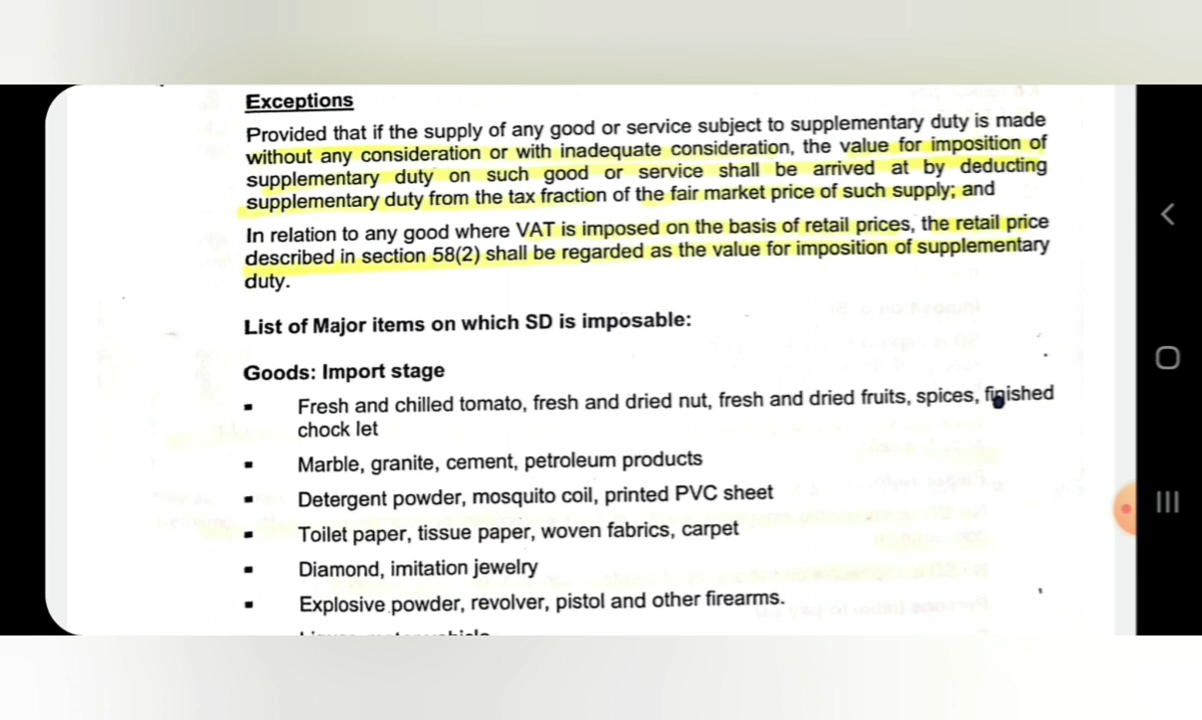 Exceptions
Provided that if the supply of any good or service subject to supplementary duty is made
without any consideration or with inadequate consideration, the value for imposition of
supplementary duty on such good or service shall be arrived at by deducting
supplementary duty from the tax fraction of the fair market price of such supply; and
In relation to any good where VAT is imposed on the basis of retail prices, the retail price
described in section 58(2) shall be regarded as the value for imposition of supplementary
duty.
List of Major items on which SD is imposable:
Goods: Import stage
▪ Fresh and chilled tomato, fresh and dried nut, fresh and dried fruits, spices, finished
chock let
▪ Marble, granite, cement, petroleum products
▪ Detergent powder, mosquito coil, printed PVC sheet
▪ Toilet paper, tissue paper, woven fabrics, carpet
▪ Diamond, imitation jewelry
▪ Explosive powder, revolver, pistol and other firearms.